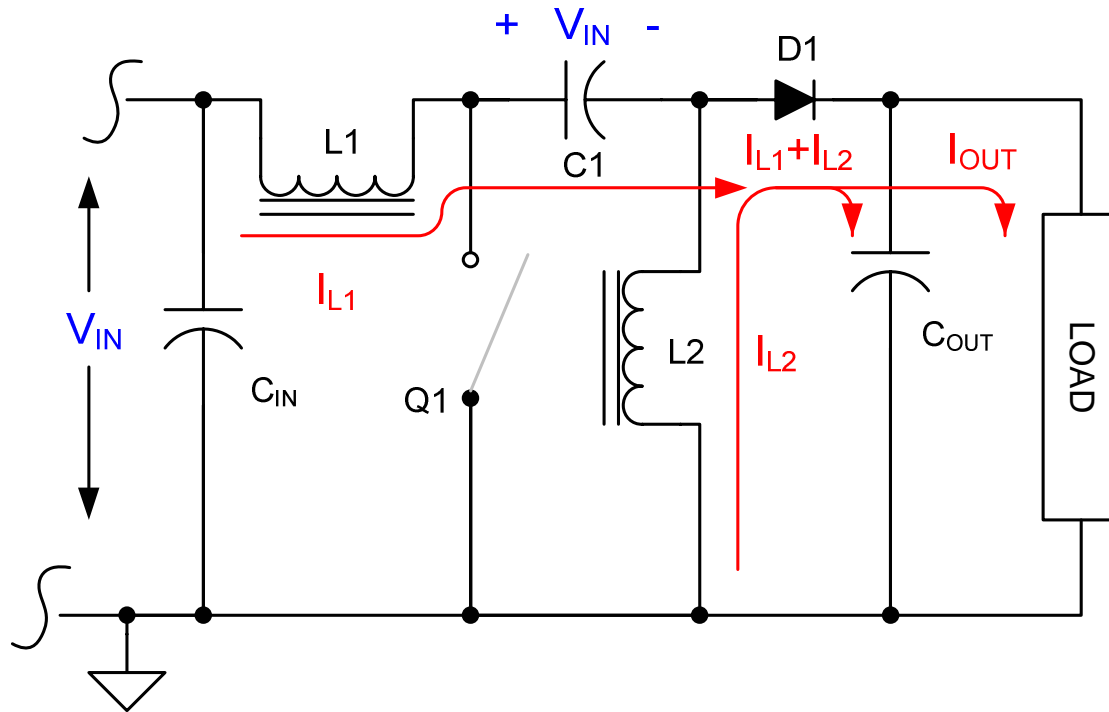 + VIN -
D1
L1
C1
IL1+IL2
IOUT
IL1
VIN
L2
IL2
COUT
LOAD
CIN
Q1